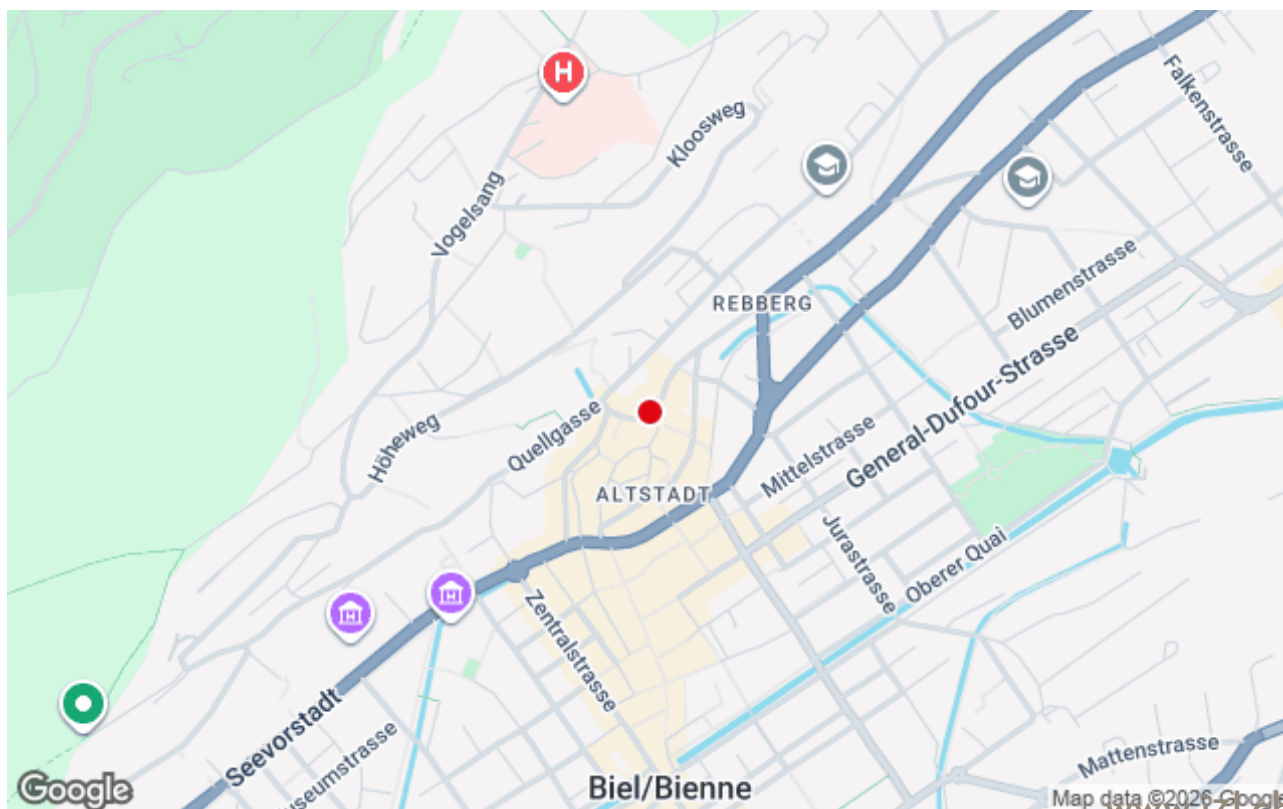 Falkenstrasse
Kloosweg
Vogelsang
REBBERG
Blumenstrasse
General-Dufour-Strasse
Höheweg
Quellgasse
Mittelstrasse
ALTSTADT
Jurastrasse
Oberer Quai
Zentralstrasse
Seevorstadt
useumstrasse
Mattenstrasse
Biel/Bienne
Google
Map data ©2026 Google
H